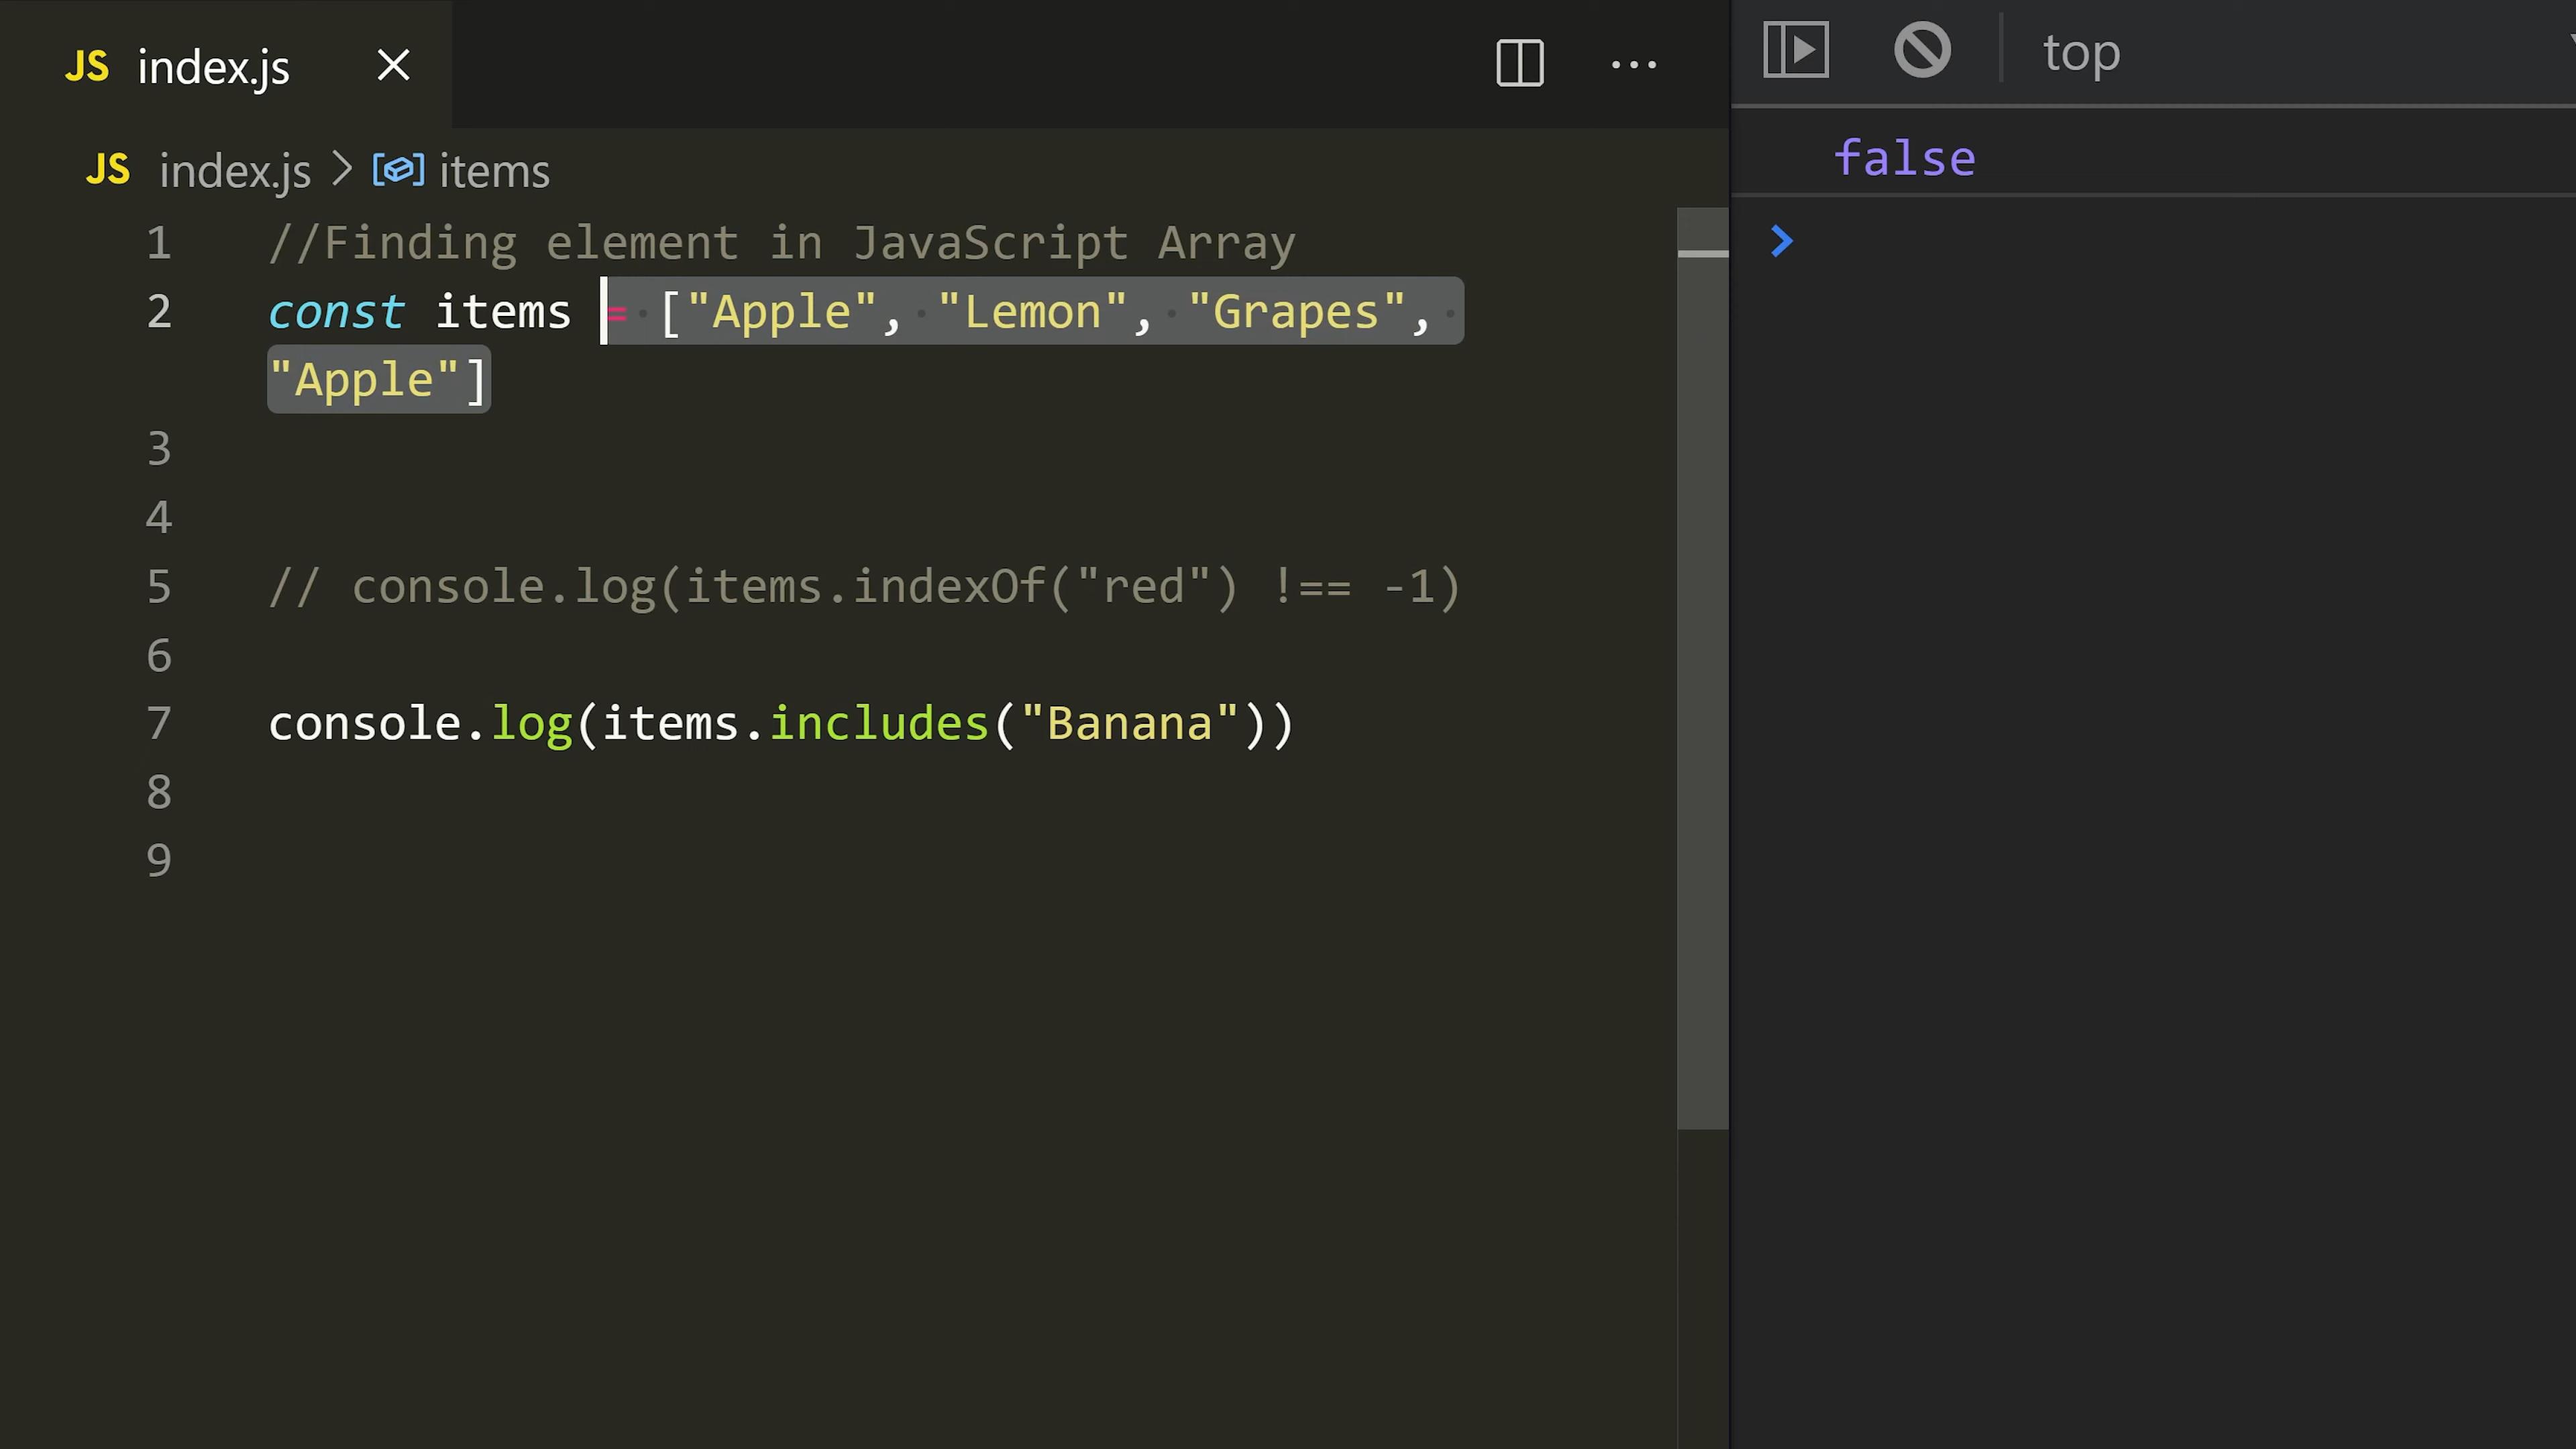 JS index.js
top
false
JS index.js > items
1 //Finding element in JavaScript Array
2 const items = ["Apple", "Lemon", "Grapes",
"Apple"]
3
4
5 // console.log(items.indexOf("red") !== -1)
6
7 console.log(items.includes("Banana"))
8
9